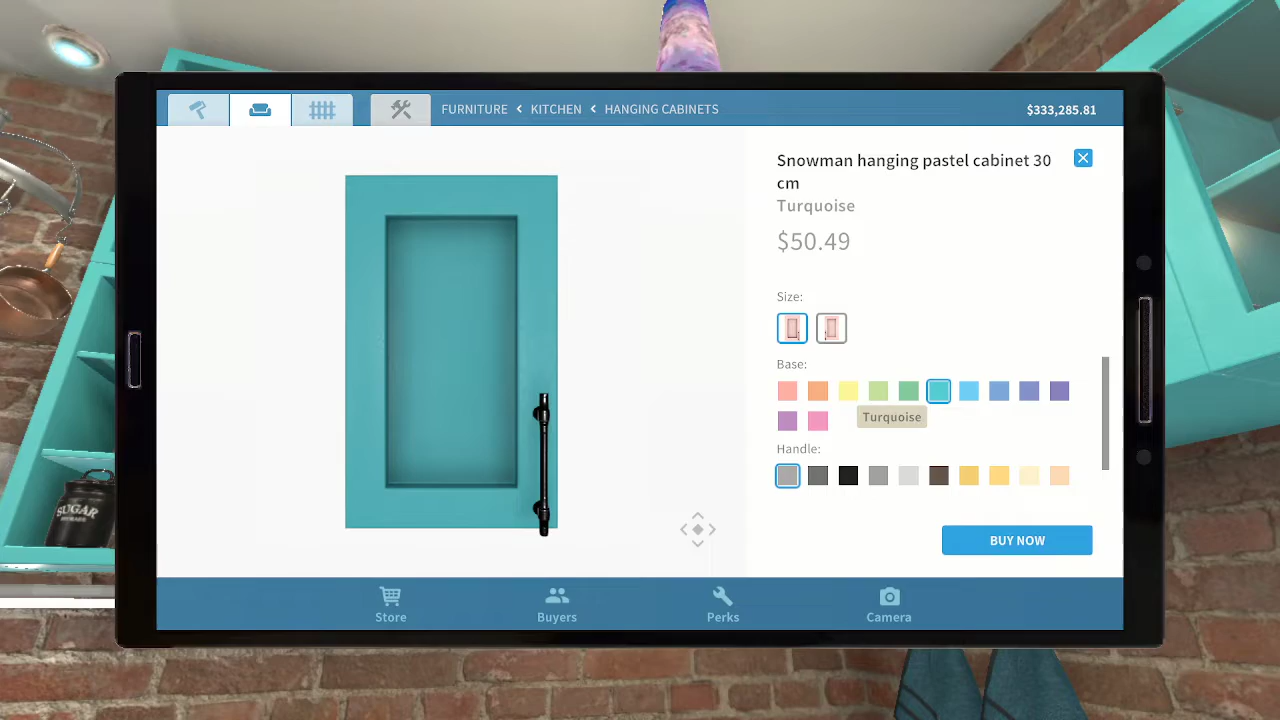 FURNITURE < KITCHEN < HANGING CABINETS
$333,285.81
Snowman hanging pastel cabinet 30
cm
Turquoise
$50.49
Size:
Base:
Turquoise
Handle:
BUY NOW
Store
Buyers
Perks
Camera
SUGAR